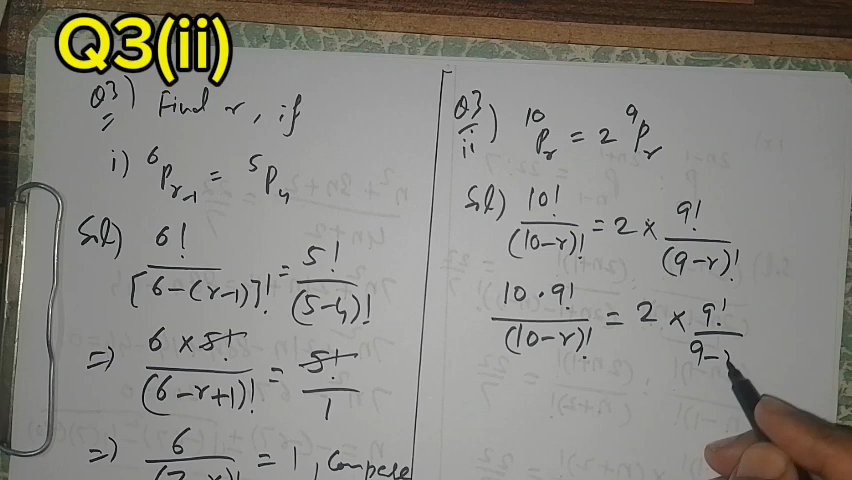 Q3(ii)
Q3) Find r, if
i) ⁶Pᵣ₋₁ = ⁵P₄
Sol) 6! / [6-(r-1)]! = 5! / (5-4)!
=> 6 × 5! / (6-r+1)! = 5! / 1
=> 6 / (7-r)! = 1, Compare
Q3
ii) ¹⁰Pᵣ = 2 ⁹Pᵣ
Sol) 10! / (10-r)! = 2 × 9! / (9-r)!
10 · 9! / (10-r)! = 2 × 9! / 9-